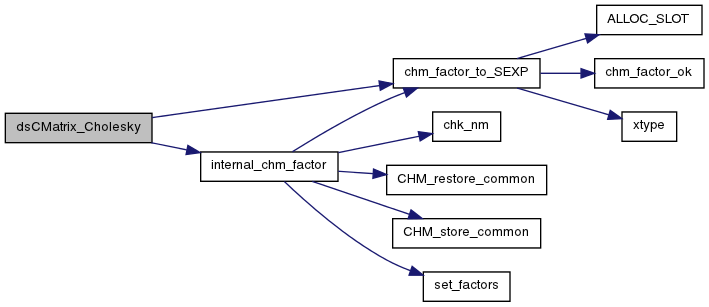 dsCMatrix_Cholesky
internal_chm_factor
chm_factor_to_SEXP
chk_nm
CHM_restore_common
CHM_store_common
set_factors
ALLOC_SLOT
chm_factor_ok
xtype